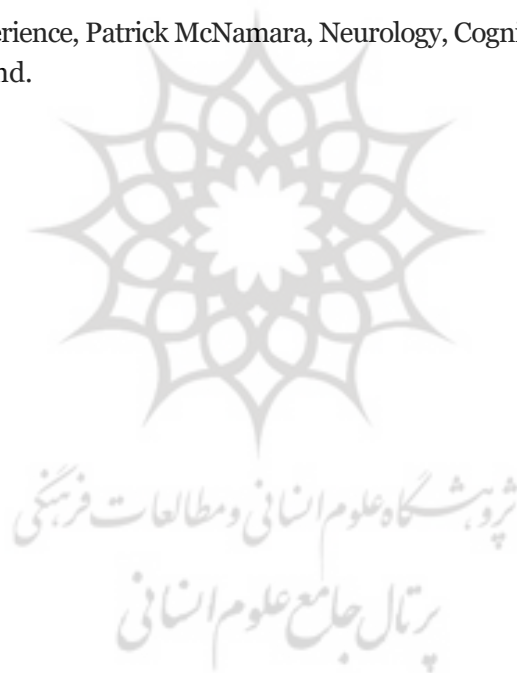 erience, Patrick McNamara, Neurology, Cogni
nd.
پژوهشگاه علوم انسانی و مطالعات فرهنگی
پرتال جامع علوم انسانی